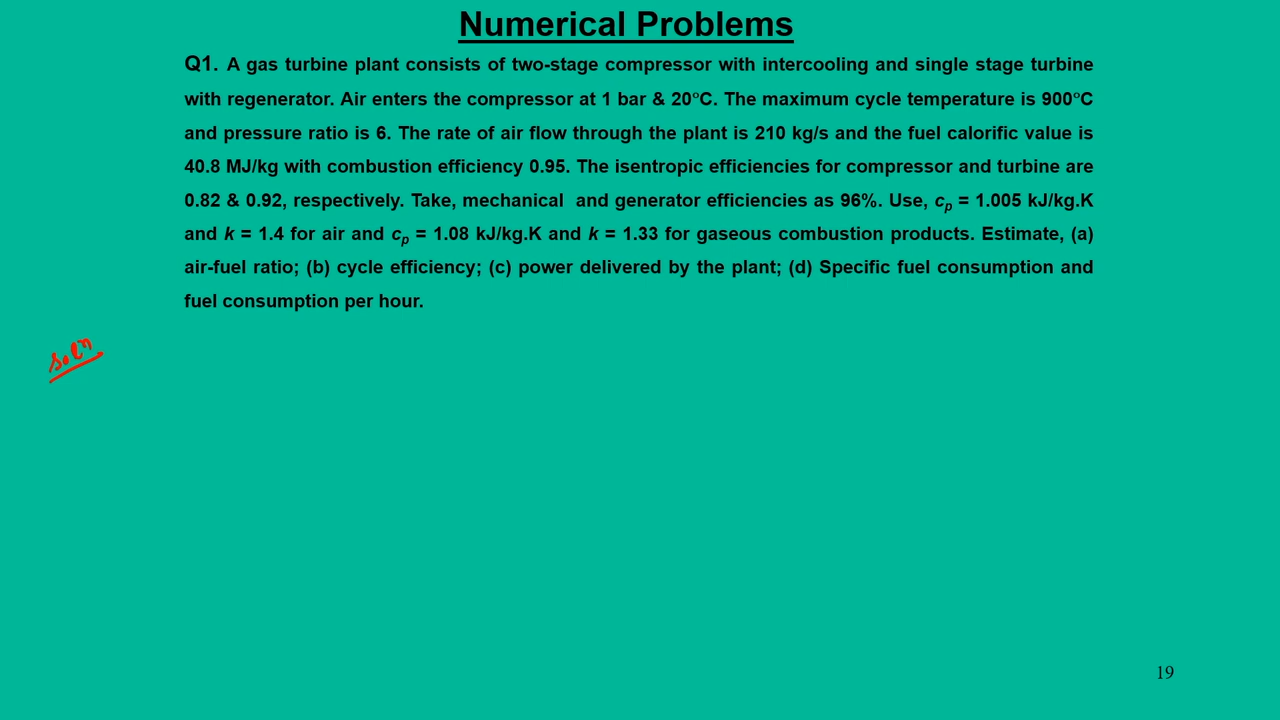 Numerical Problems
Q1. A gas turbine plant consists of two-stage compressor with intercooling and single stage turbine
with regenerator. Air enters the compressor at 1 bar & 20°C. The maximum cycle temperature is 900°C
and pressure ratio is 6. The rate of air flow through the plant is 210 kg/s and the fuel calorific value is
40.8 MJ/kg with combustion efficiency 0.95. The isentropic efficiencies for compressor and turbine are
0.82 & 0.92, respectively. Take, mechanical and generator efficiencies as 96%. Use, cp = 1.005 kJ/kg.K
and k = 1.4 for air and cp = 1.08 kJ/kg.K and k = 1.33 for gaseous combustion products. Estimate, (a)
air-fuel ratio; (b) cycle efficiency; (c) power delivered by the plant; (d) Specific fuel consumption and
fuel consumption per hour.
soln
19